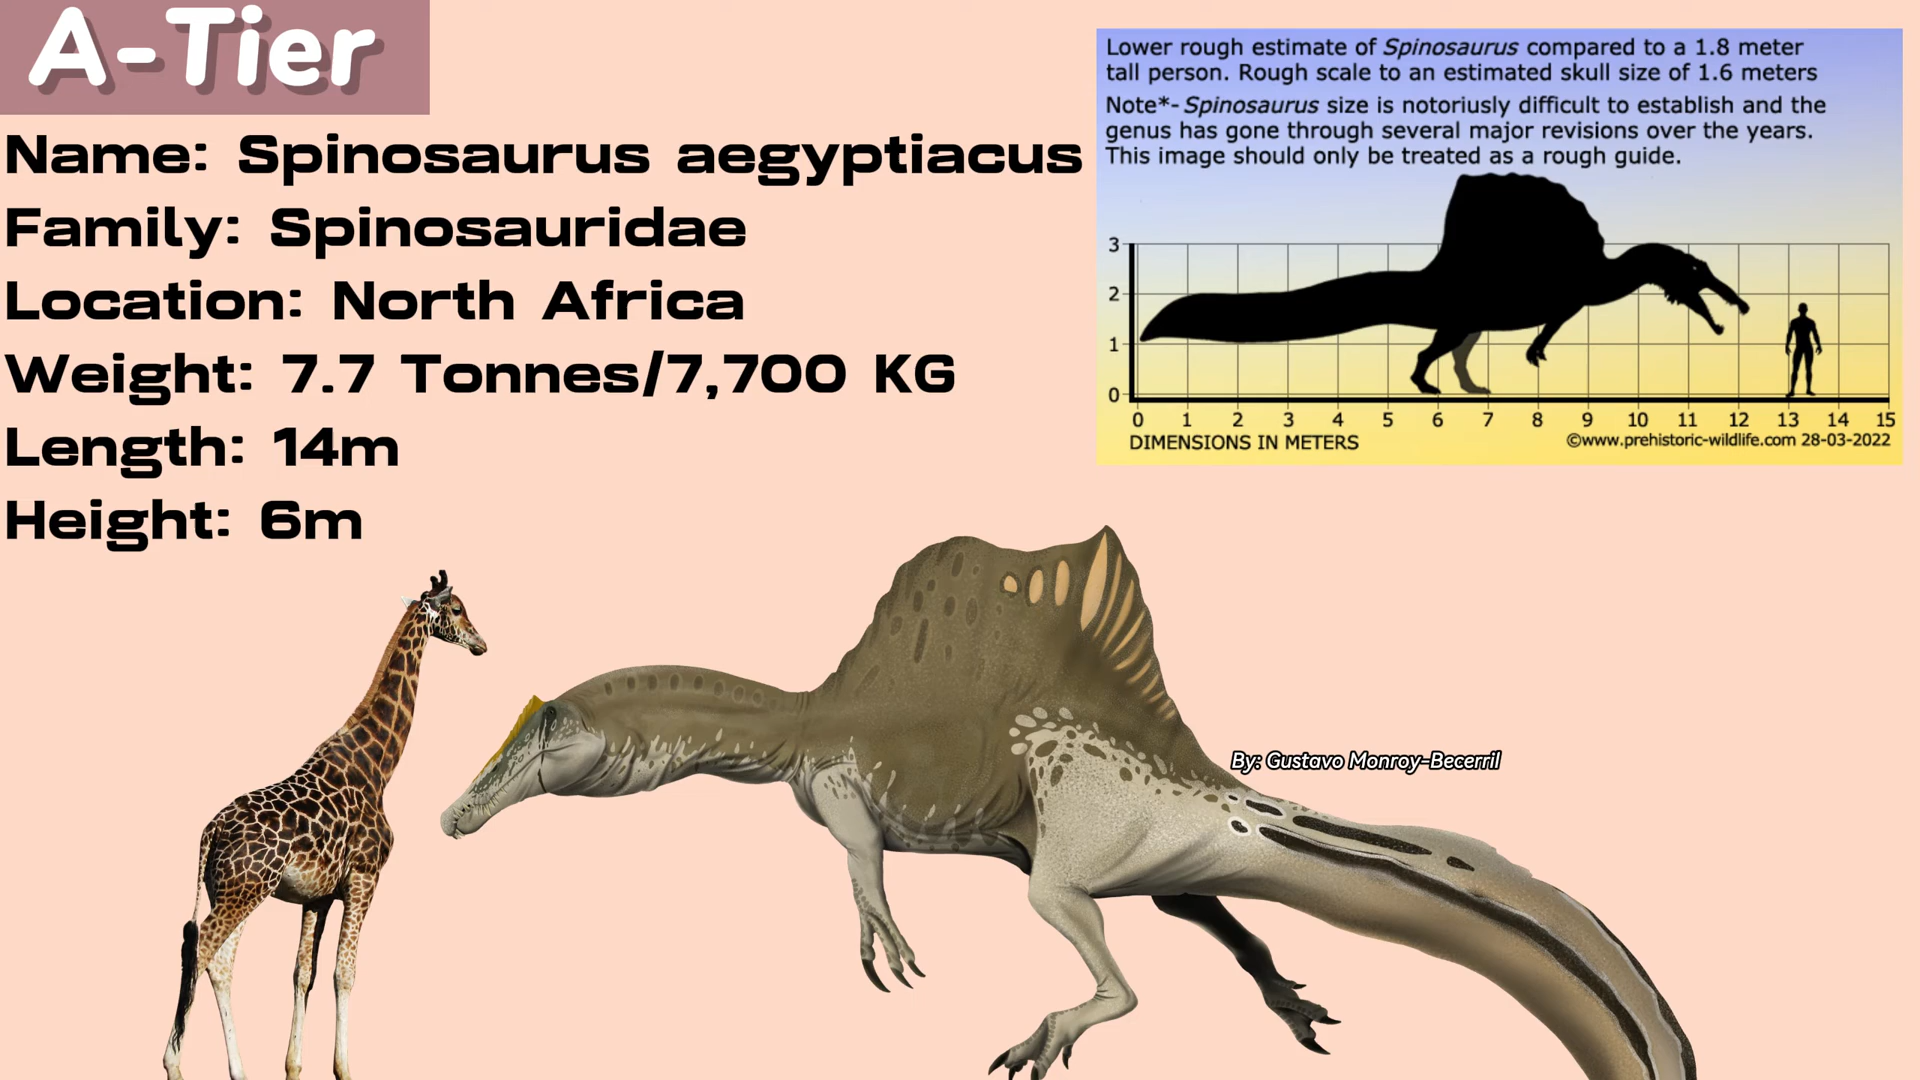 A-Tier
Name: Spinosaurus aegyptiacus
Family: Spinosauridae
Location: North Africa
Weight: 7.7 Tonnes/7,700 KG
Length: 14m
Height: 6m
Lower rough estimate of Spinosaurus compared to a 1.8 meter
tall person. Rough scale to an estimated skull size of 1.6 meters
Note*- Spinosaurus size is notoriusly difficult to establish and the
genus has gone through several major revisions over the years.
This image should only be treated as a rough guide.
3
2
1
0
0 1 2 3 4 5 6 7 8 9 10 11 12 13 14 15
DIMENSIONS IN METERS
©www.prehistoric-wildlife.com 28-03-2022
By: Gustavo Monroy-Becerril